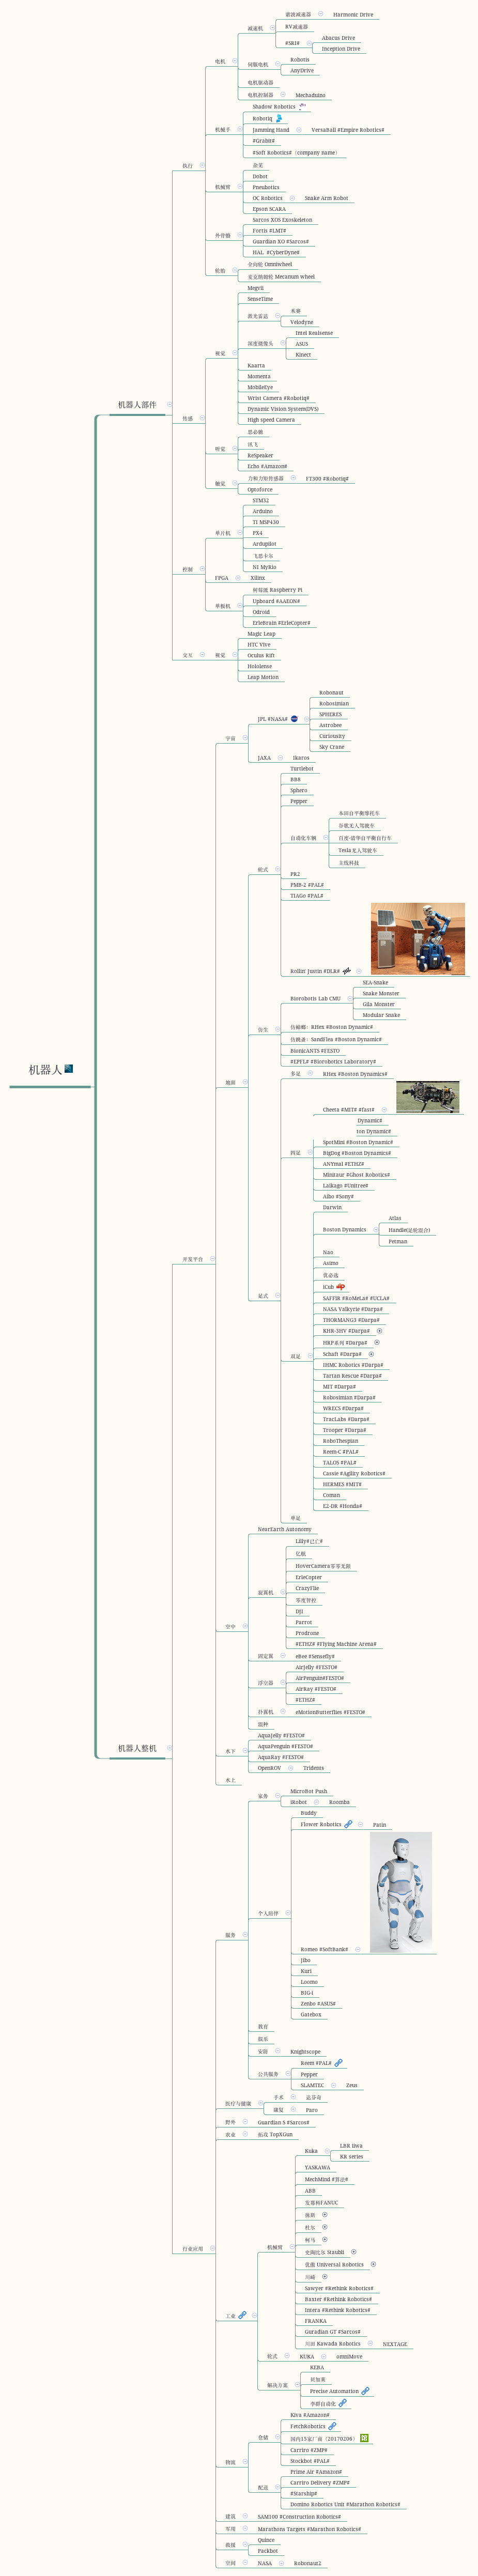 机器人
机器人部件
执行
电机
减速机
谐波减速器
Harmonic Drive
RV减速器
#SRI#
Abacus Drive
Inception Drive
伺服电机
Robotis
AnyDrive
电机驱动器
电机控制器
Mechaduino
机械手
Shadow Robotics
Robotiq
Jamming Hand
VersaBall #Empire Robotics#
#Grabit#
#Soft Robotics#（company name）
机械臂
Dobot
Pneubotics
OC Robotics
Snake Arm Robot
Epson SCARA
外骨骼
Sarcos XOS Exoskeleton
Fortis #LMT#
Guardian XO #Sarcos#
HAL #CyberDyne#
轮胎
全向轮 Omniwheel
麦克纳姆轮 Mecanum wheel
传感
视觉
Megvii
SenseTime
激光雷达
禾赛
Velodyne
深度摄像头
Intel Realsense
ASUS
Kinect
Kaarta
Momenta
MobileEye
Wrist Camera #Robotiq#
Dynamic Vision System(DVS)
High speed Camera
听觉
思必驰
讯飞
ReSpeaker
Echo #Amazon#
触觉
力和力矩传感器
FT300 #Robotiq#
Optoforce
控制
单片机
STM32
Arduino
TI MSP430
PX4
Ardupilot
飞思卡尔
NI MyRio
FPGA
Xilinx
单板机
树莓派 Raspberry Pi
Upboard #AAEON#
Odroid
ErleBrain #ErleCopter#
交互
视觉
Magic Leap
HTC Vive
Oculus Rift
Hololense
Leap Motion
机器人整机
开发平台
宇宙
JPL #NASA#
Robonaut
Robosimian
SPHERES
Astrobee
Curiousity
Sky Crane
JAXA
Ikaros
地面
轮式
Turtlebot
BB8
Sphero
Pepper
自动化车辆
本田自平衡摩托车
谷歌无人驾驶车
百度-清华自平衡自行车
Tesla无人驾驶车
主线科技
PR2
PMB-2 #PAL#
TIAGo #PAL#
Rollin' Justin #DLR#
仿生
Biorobotis Lab CMU
SEA-Snake
Snake Monster
Gila Monster
Modular Snake
仿蟑螂：RHex #Boston Dynamic#
仿跳蚤：SandFlea #Boston Dynamic#
BionicANTS #FESTO
#EPFL# #Biorobotics Laboratory#
足式
多足
RHex #Boston Dynamics#
四足
Cheeta #MIT# #fast#
Dynamic#
ton Dynamic#
SpotMini #Boston Dynamic#
BigDog #Boston Dynamics#
ANYmal #ETHZ#
Minitaur #Ghost Robotics#
Laikago #Unitree#
Aibo #Sony#
双足
Darwin
Boston Dynamics
Atlas
Handle(足轮混合)
Petman
Nao
Asimo
优必选
iCub
SAFFiR #RoMeLa# #UCLA#
NASA Valkyrie #Darpa#
THORMANG3 #Darpa#
KHR-3HV #Darpa#
HRP系列 #Darpa#
Schaft #Darpa#
IHMC Robotics #Darpa#
Tartan Rescue #Darpa#
MIT #Darpa#
Robosimian #Darpa#
WRECS #Darpa#
TracLabs #Darpa#
Trooper #Darpa#
RoboThespian
Reem-C #PAL#
TALOS #PAL#
Cassie #Agility Robotics#
HERMES #MIT#
Coman
E2-DR #Honda#
单足
空中
NearEarth Autonomy
旋翼机
Lilly#已亡#
亿航
HoverCamera零零无限
ErleCopter
CrazyFlie
零度智控
DJI
Parrot
Prodrone
#ETHZ# #Flying Machine Arena#
固定翼
eBee #Sensefly#
浮空器
AirJelly #FESTO#
AirPenguin#FESTO#
AirRay #FESTO#
#ETHZ#
扑翼机
eMotionButterflies #FESTO#
混种
水下
AquaJelly #FESTO#
AquaPenguin #FESTO#
AquaRay #FESTO#
OpenROV
Tridents
水上
行业应用
服务
家务
MicroBot Push
iRobot
Roomba
个人陪伴
Buddy
Flower Robotics
Patin
Romeo #SoftBank#
Jibo
Kuri
Loomo
BIG-i
Zenbo #ASUS#
Gatebox
教育
娱乐
安防
Knightscope
公共服务
Reem #PAL#
Pepper
SLAMTEC
Zeus
医疗与健康
手术
达芬奇
康复
Paro
野外
Guardian S #Sarcos#
农业
拓攻 TopXGun
工业
机械臂
Kuka
LBR iiwa
KR series
YASKAWA
MechMind #算法#
ABB
发那科FANUC
杜尔
柯马
史陶比尔 Staubli
优傲 Universal Robotics
川崎
Sawyer #Rethink Robotics#
Baxter #Rethink Robotics#
Intera #Rethink Robotics#
FRANKA
Guradian GT #Sarcos#
川田 Kawada Robotics
NEXTAGE
轮式
KUKA
omniMove
解决方案
KEBA
贝加莱
Precise Automation
李群自动化
物流
仓储
Kiva #Amazon#
FetchRobotics
国内15家厂商（20170206）
Carriro #ZMP#
Stockbot #PAL#
配送
Prime Air #Amazon#
Carriro Delivery #ZMP#
#Starship#
Domino Robotics Unit #Marathon Robotics#
建筑
SAM100 #Construction Robotics#
军用
Marathons Targets #Marathon Robotics#
救援
Quince
Packbot
空间
NASA
Robonaut2